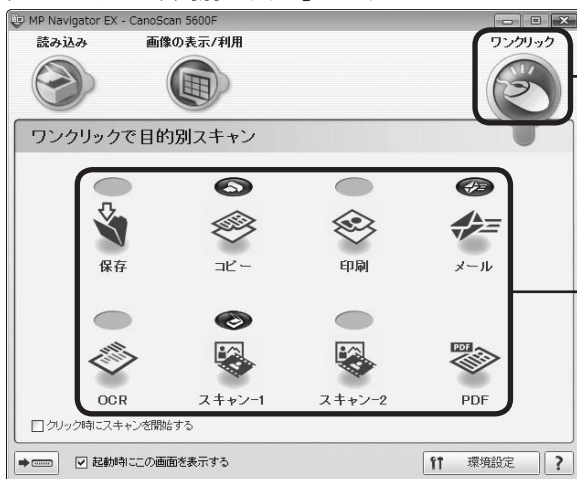 MP Navigator EX - CanoScan 5600F
読み込み 画像の表示/利用 ワンクリック
ワンクリックで目的別スキャン
保存 コピー 印刷 メール
PDF
OCR スキャン-1 スキャン-2 PDF
クリック時にスキャンを開始する
起動時にこの画面を表示する 環境設定 ?